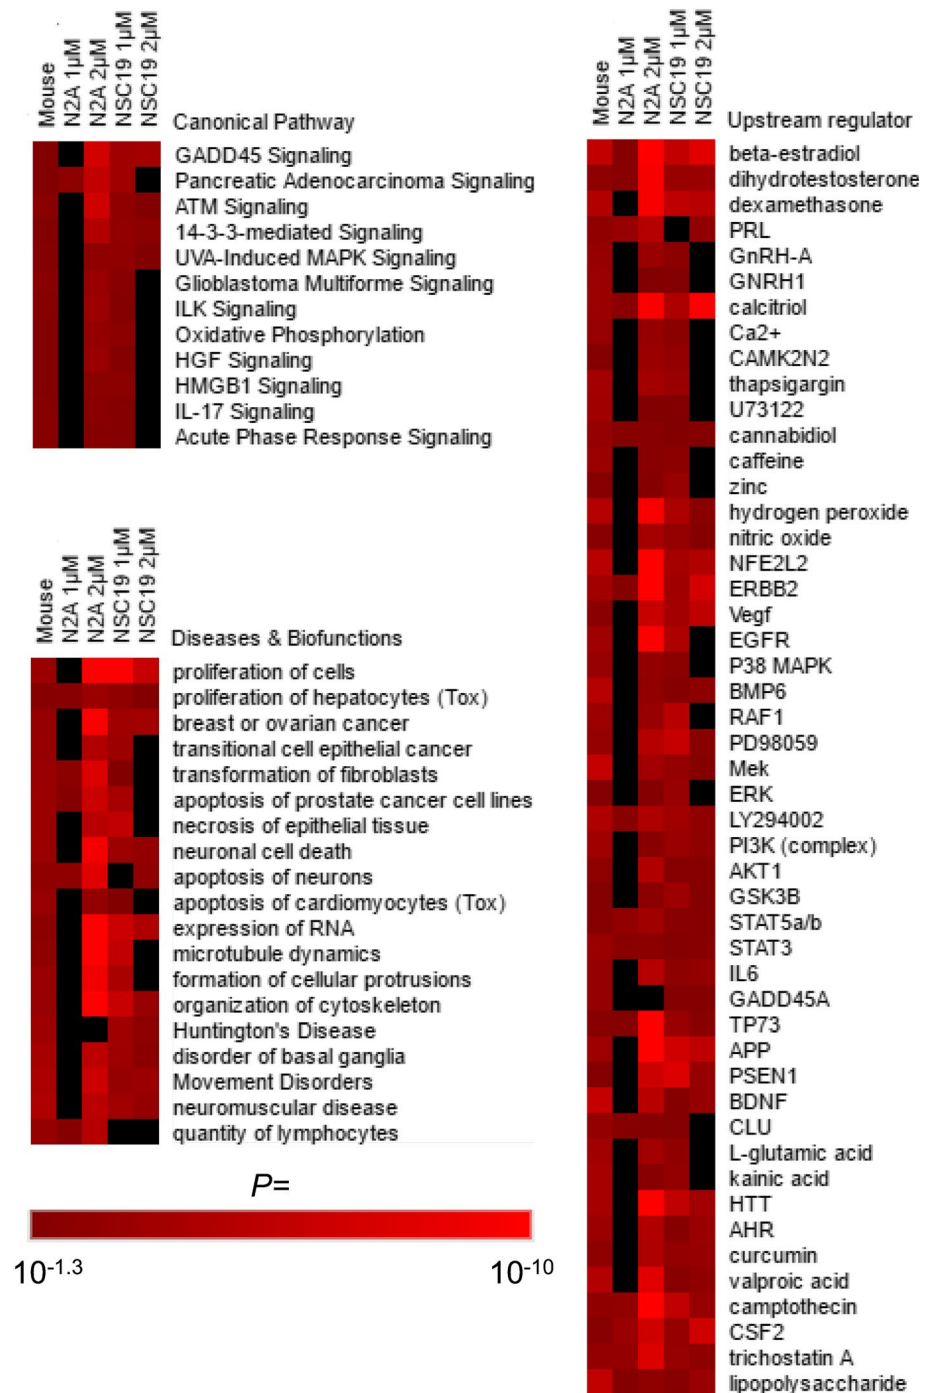 Mouse
N2A 1µM
N2A 2µM
NSC19 1µM
NSC19 2µM
Canonical Pathway
GADD45 Signaling
Pancreatic Adenocarcinoma Signaling
ATM Signaling
14-3-3-mediated Signaling
UVA-Induced MAPK Signaling
Glioblastoma Multiforme Signaling
ILK Signaling
Oxidative Phosphorylation
HGF Signaling
HMGB1 Signaling
IL-17 Signaling
Acute Phase Response Signaling
Mouse
N2A 1µM
N2A 2µM
NSC19 1µM
NSC19 2µM
Diseases & Biofunctions
proliferation of cells
proliferation of hepatocytes (Tox)
breast or ovarian cancer
transitional cell epithelial cancer
transformation of fibroblasts
apoptosis of prostate cancer cell lines
necrosis of epithelial tissue
neuronal cell death
apoptosis of neurons
apoptosis of cardiomyocytes (Tox)
expression of RNA
microtubule dynamics
formation of cellular protrusions
organization of cytoskeleton
Huntington's Disease
disorder of basal ganglia
Movement Disorders
neuromuscular disease
quantity of lymphocytes
P=
10-1.3
10-10
Mouse
N2A 1µM
N2A 2µM
NSC19 1µM
NSC19 2µM
Upstream regulator
beta-estradiol
dihydrotestosterone
dexamethasone
PRL
GnRH-A
GNRH1
calcitriol
Ca2+
CAMK2N2
thapsigargin
U73122
cannabidiol
caffeine
zinc
hydrogen peroxide
nitric oxide
NFE2L2
ERBB2
Vegf
EGFR
P38 MAPK
BMP6
RAF1
PD98059
Mek
ERK
LY294002
PI3K (complex)
AKT1
GSK3B
STAT5a/b
STAT3
IL6
GADD45A
TP73
APP
PSEN1
BDNF
CLU
L-glutamic acid
kainic acid
HTT
AHR
curcumin
valproic acid
camptothecin
CSF2
trichostatin A
lipopolysaccharide